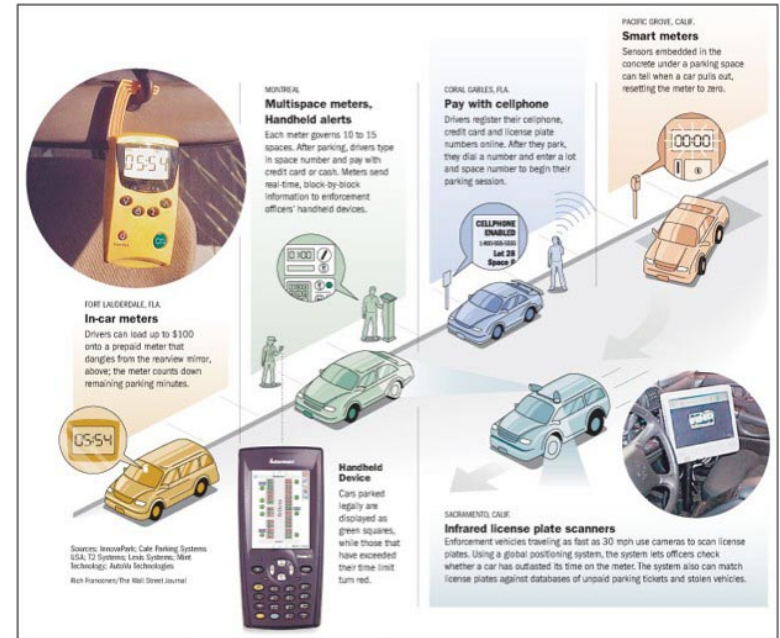 PACIFIC GROVE, CALIF.
Smart meters
Sensors embedded in the
concrete under a parking space
can tell when a car pulls out,
resetting the meter to zero.
00:00
MONTREAL
Multispace meters,
Handheld alerts
Each meter governs 10 to 15
spaces. After parking, drivers type
in space number and pay with
credit card or cash. Meters send
real-time, block-by-block
information to enforcement
officers' handheld devices.
CORAL GABLES, FLA.
Pay with cellphone
Drivers register their cellphone,
credit card and license plate
numbers online. After they park,
they dial a number and enter a lot
and space number to begin their
parking session.
CELLPHONE
ENABLED
1-800-555-5555
Lot 28
Space
05:54
FORT LAUDERDALE, FLA.
In-car meters
Drivers can load up to $100
onto a prepaid meter that
dangles from the rearview mirror,
above; the meter counts down
remaining parking minutes.
05:54
Handheld
Device
Cars parked
legally are
displayed as
green squares,
while those that
have exceeded
their time limit
turn red.
SACRAMENTO, CALIF.
Infrared license plate scanners
Enforcement vehicles traveling as fast as 30 mph use cameras to scan license
plates. Using a global positioning system, the system lets officers check
whether a car has outlasted its time on the meter. The system also can match
license plates against databases of unpaid parking tickets and stolen vehicles.
Sources: InnovaPark; Cale Parking Systems
USA; T2 Systems; Lexis Systems; Mint
Technology; AutoVu Technologies
/The Wall Street Journal